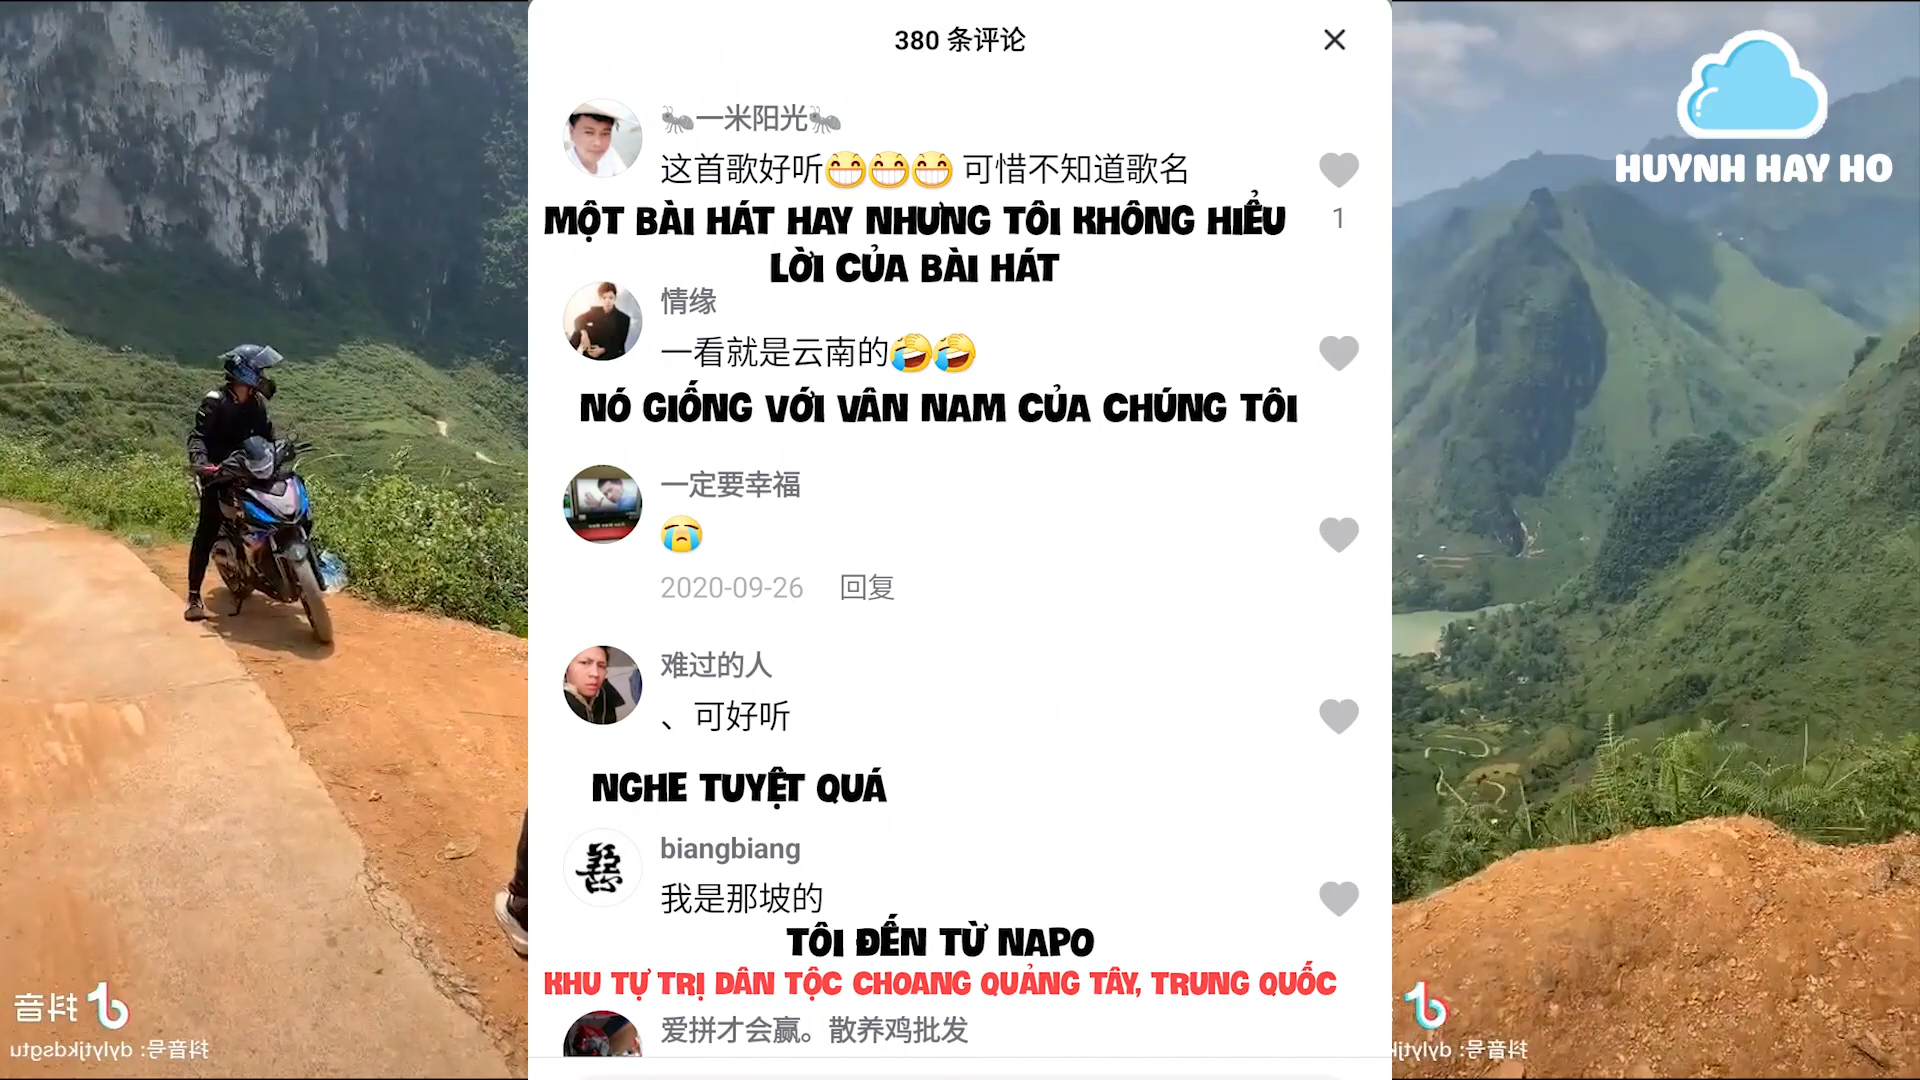 380 条评论
HUYNH HAY HO
🐜一米阳光🐜
这首歌好听😁😁😁 可惜不知道歌名
1
MỘT BÀI HÁT HAY NHƯNG TÔI KHÔNG HIỂU
LỜI CỦA BÀI HÁT
情缘
一看就是云南的🤣🤣
NÓ GIỐNG VỚI VÂN NAM CỦA CHÚNG TÔI
一定要幸福
😭
2020-09-26 回复
难过的人
、可好听
NGHE TUYỆT QUÁ
biangbiang
我是那坡的
TÔI ĐẾN TỪ NAPO
KHU TỰ TRỊ DÂN TỘC CHOANG QUẢNG TÂY, TRUNG QUỐC
爱拼才会赢。散养鸡批发
抖音
抖音号: dylytjkdsgtu
抖音号: dylytj